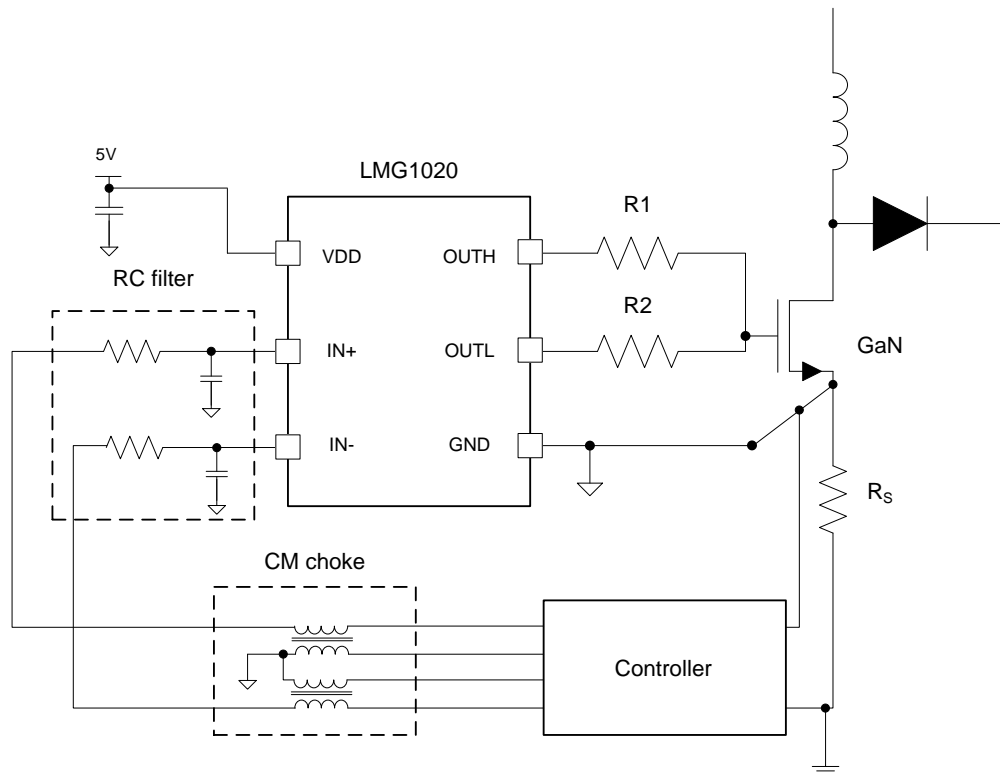 5V
LMG1020
VDD
OUTH
R1
RC filter
R2
IN+
OUTL
GaN
IN-
GND
RS
CM choke
Controller